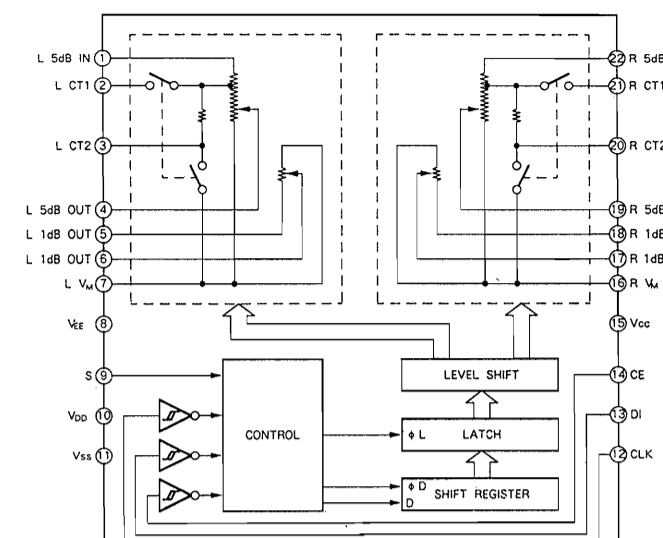 L 5dB IN 1
L CT1 2
L CT2 3
L 5dB OUT 4
L 1dB OUT 5
L 1dB OUT 6
L VM 7
VEE 8
S 9
VDD 10
VSS 11
22 R 5dB
21 R CT1
20 R CT2
19 R 5dB
18 R 1dB
17 R 1dB
16 R VM
15 VCC
14 CE
13 DI
12 CLK
LEVEL SHIFT
CONTROL
ϕ L LATCH
ϕ D
D
SHIFT REGISTER